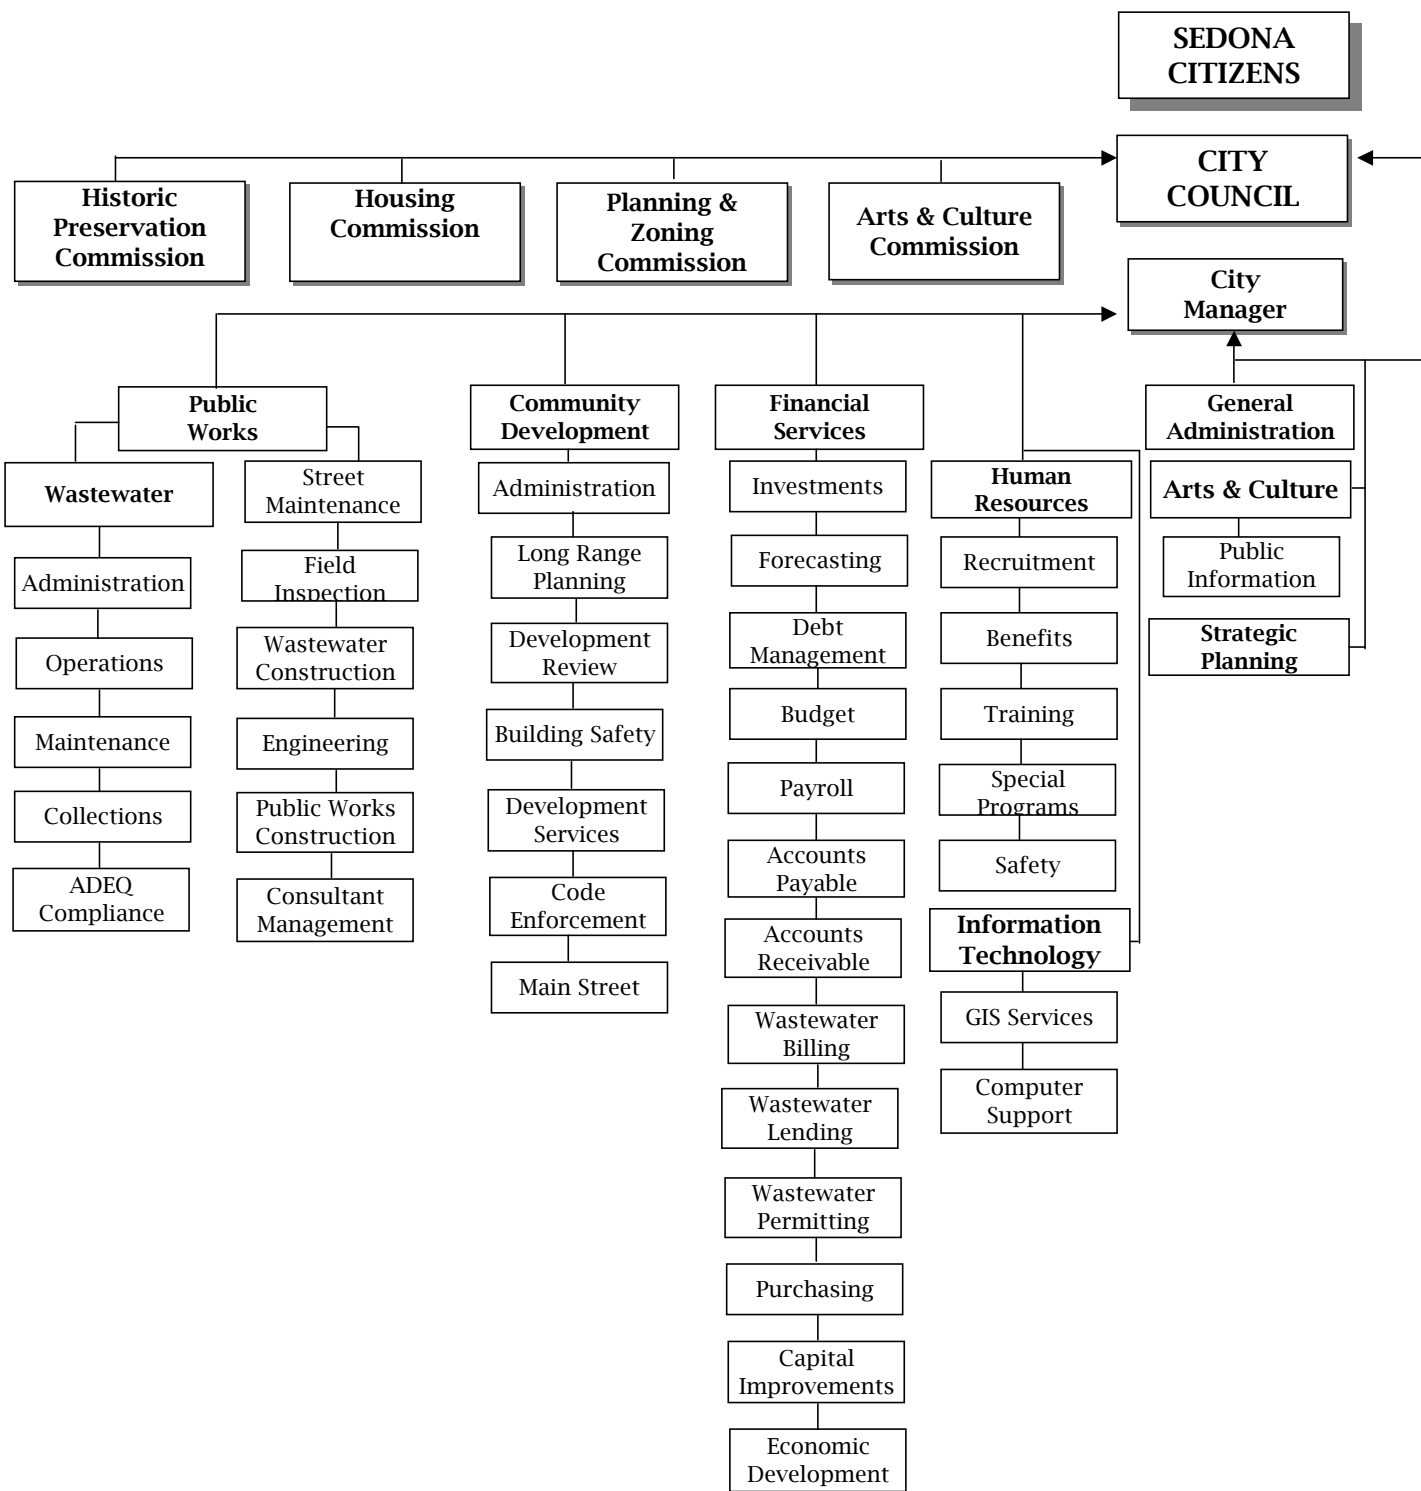 SEDONA
CITIZENS
CITY
COUNCIL
Historic
Preservation
Commission
Housing
Commission
Planning &
Zoning
Commission
Arts & Culture
Commission
City
Manager
Public
Works
Wastewater
Administration
Operations
Maintenance
Collections
ADEQ
Compliance
Street
Maintenance
Field
Inspection
Wastewater
Construction
Engineering
Public Works
Construction
Consultant
Management
Community
Development
Administration
Long Range
Planning
Development
Review
Building Safety
Development
Services
Code
Enforcement
Main Street
Financial
Services
Investments
Forecasting
Debt
Management
Budget
Payroll
Accounts
Payable
Accounts
Receivable
Wastewater
Billing
Wastewater
Lending
Wastewater
Permitting
Purchasing
Capital
Improvements
Economic
Development
Human
Resources
Recruitment
Benefits
Training
Special
Programs
Safety
Information
Technology
GIS Services
Computer
Support
General
Administration
Arts & Culture
Public
Information
Strategic
Planning